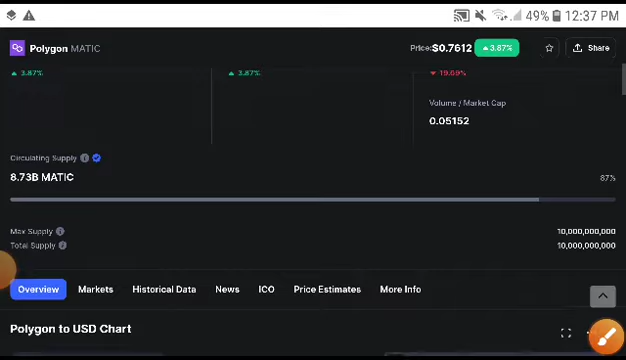 49% 12:37 PM
Polygon MATIC Price:$0.7612 3.87% Share
3.87% 3.87% 19.69%
Volume / Market Cap
0.05152
Circulating Supply
8.73B MATIC 87%
Max Supply 10,000,000,000
Total Supply 10,000,000,000
Overview Markets Historical Data News ICO Price Estimates More Info
Polygon to USD Chart